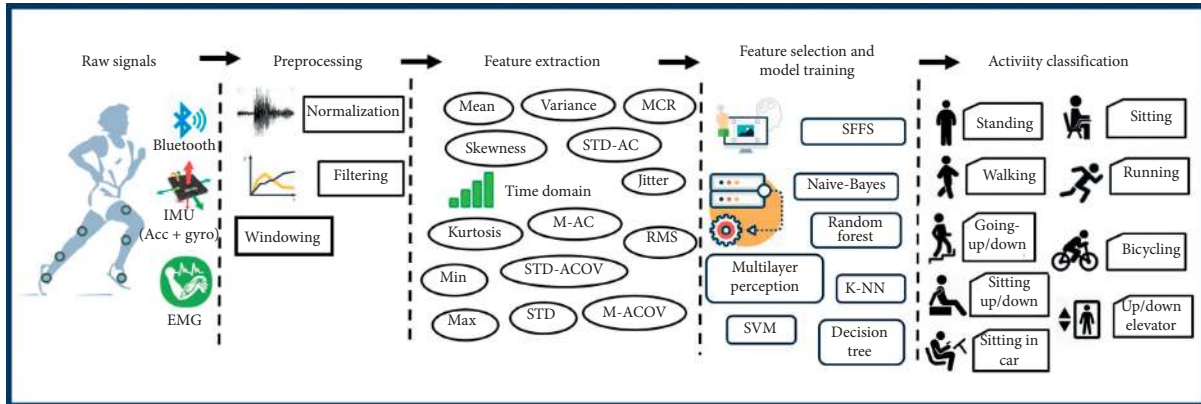 Raw signals
Preprocessing
Feature extraction
Feature selection and
model training
Activiity classification
Bluetooth
IMU
(Acc + gyro)
EMG
Normalization
Filtering
Windowing
Mean
Variance
MCR
Skewness
STD-AC
Time domain
Jitter
Kurtosis
M-AC
RMS
Min
STD-ACOV
Max
STD
M-ACOV
SFFS
Naive-Bayes
Random
forest
Multilayer
perception
K-NN
SVM
Decision
tree
Standing
Sitting
Walking
Running
Going-
up/down
Bicycling
Sitting
up/down
Up/down
elevator
Sitting in
car